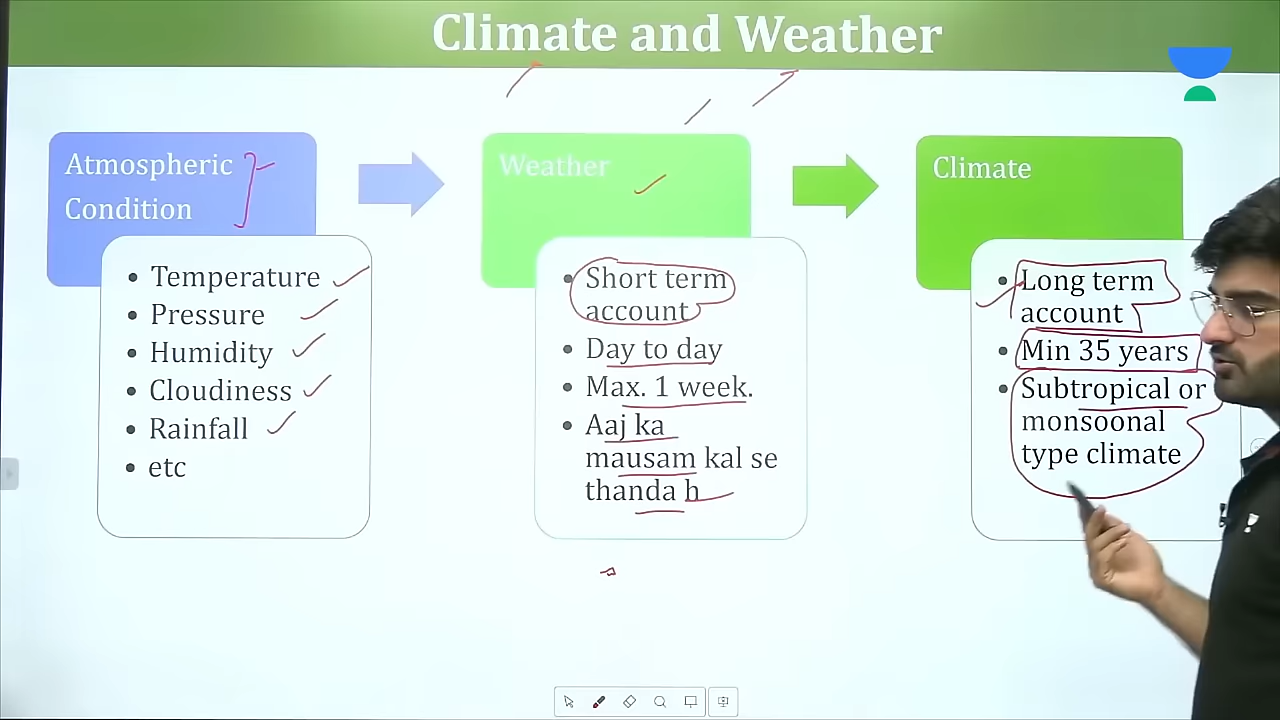 Climate and Weather
Atmospheric
Condition
• Temperature
• Pressure
• Humidity
• Cloudiness
• Rainfall
• etc
Weather
• Short term
account
• Day to day
• Max. 1 week.
• Aaj ka
mausam kal se
thanda h
Climate
• Long term
account
• Min 35 years
• Subtropical or
monsoonal
type climate